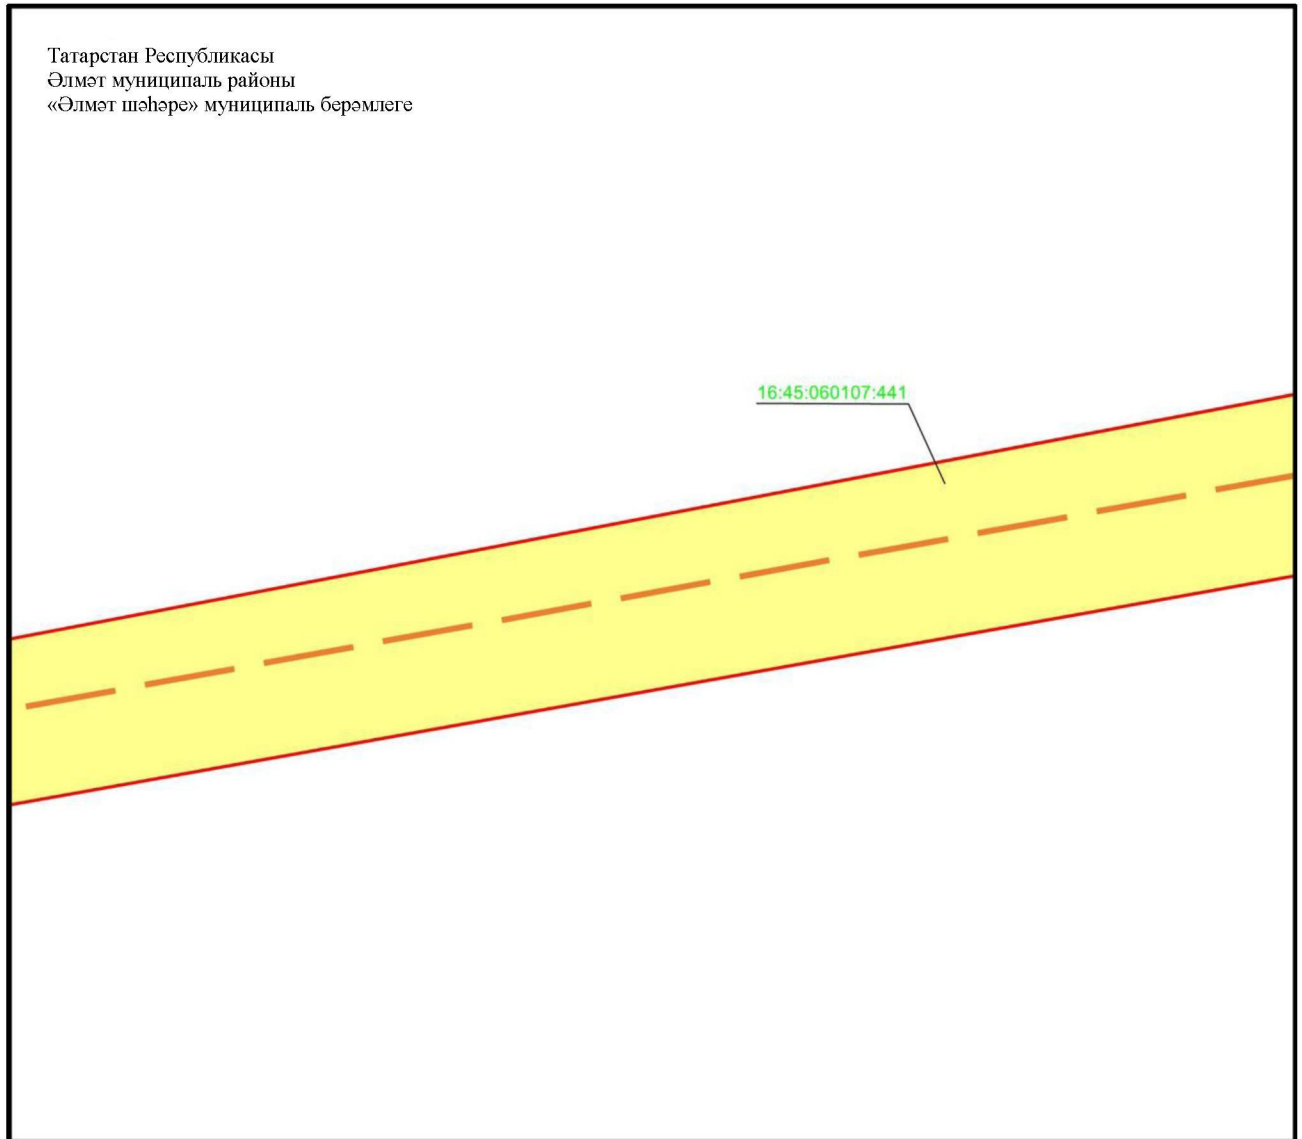 Татарстан Республикасы
Әлмәт муниципаль районы
«Әлмәт шәһәре» муниципаль берәмлеге
16:45:060107:441